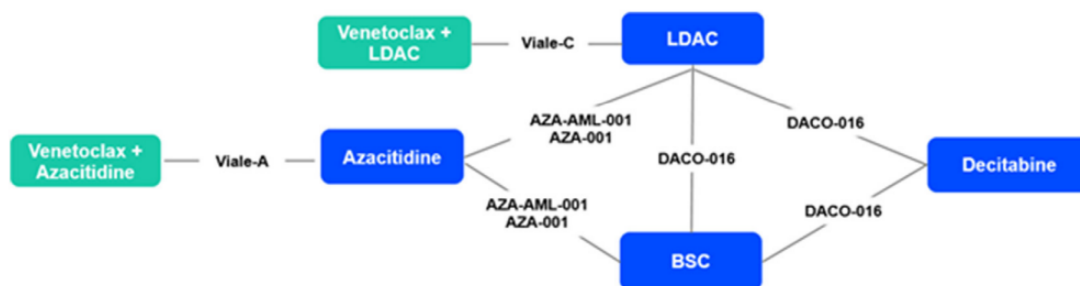 Venetoclax +
LDAC
Viale-C
LDAC
AZA-AML-001
AZA-001
DACO-016
DACO-016
Venetoclax +
Azacitidine
Viale-A
Azacitidine
Decitabine
AZA-AML-001
AZA-001
DACO-016
BSC